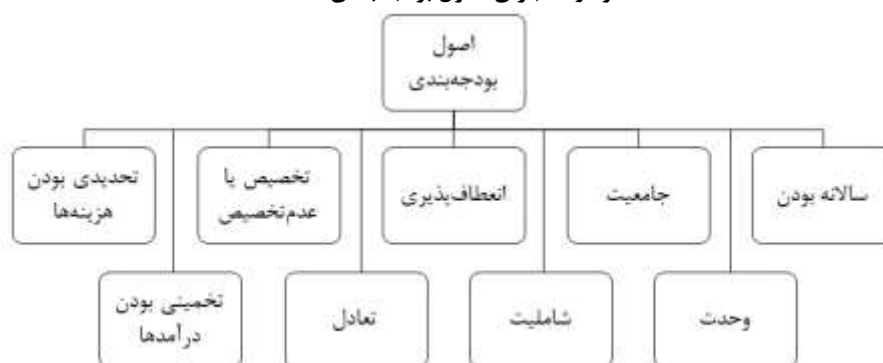 اصول
بودجه‌بندی
سالانه بودن
جامعیت
انعطاف‌پذیری
تخصیص یا
عدم‌تخصیص
تحدیدی بودن
هزینه‌ها
وحدت
شاملیت
تعادل
تخمینی بودن
درآمدها